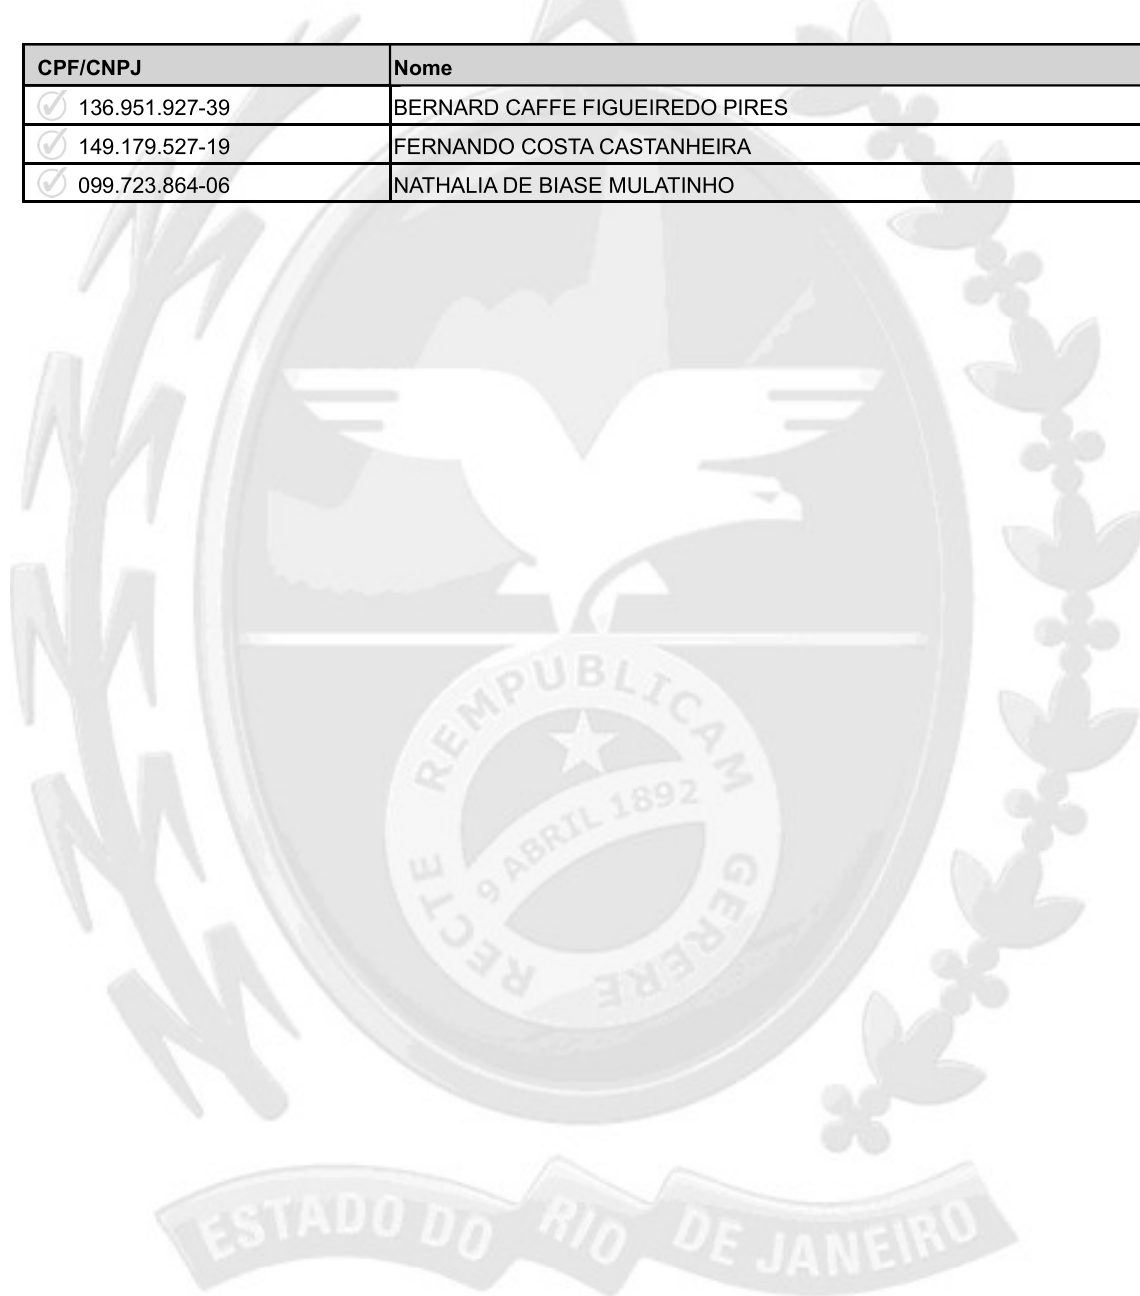 CPF/CNPJ Nome
136.951.927-39 BERNARD CAFFE FIGUEIREDO PIRES
149.179.527-19 FERNANDO COSTA CASTANHEIRA
099.723.864-06 NATHALIA DE BIASE MULATINHO
RECTE REMPUBLICAM GERERE
9 ABRIL 1892
ESTADO DO RIO DE JANEIRO